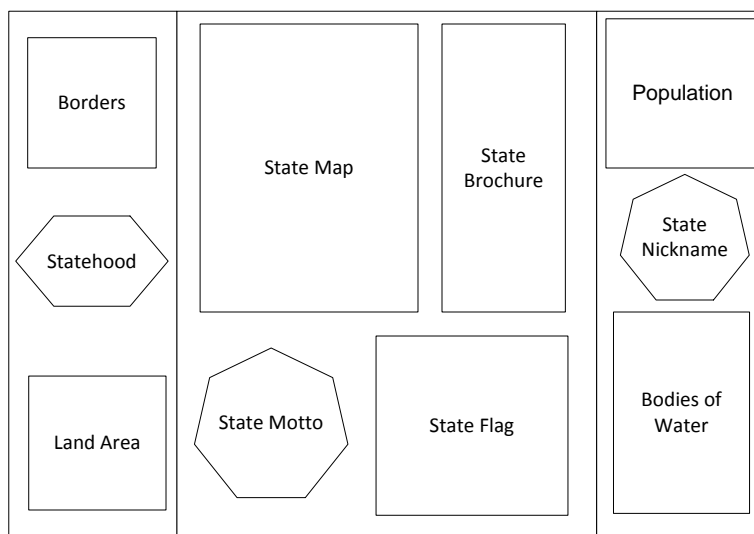 Borders
Statehood
Land Area
State Map
State
Brochure
State Motto
State Flag
Population
State
Nickname
Bodies of
Water